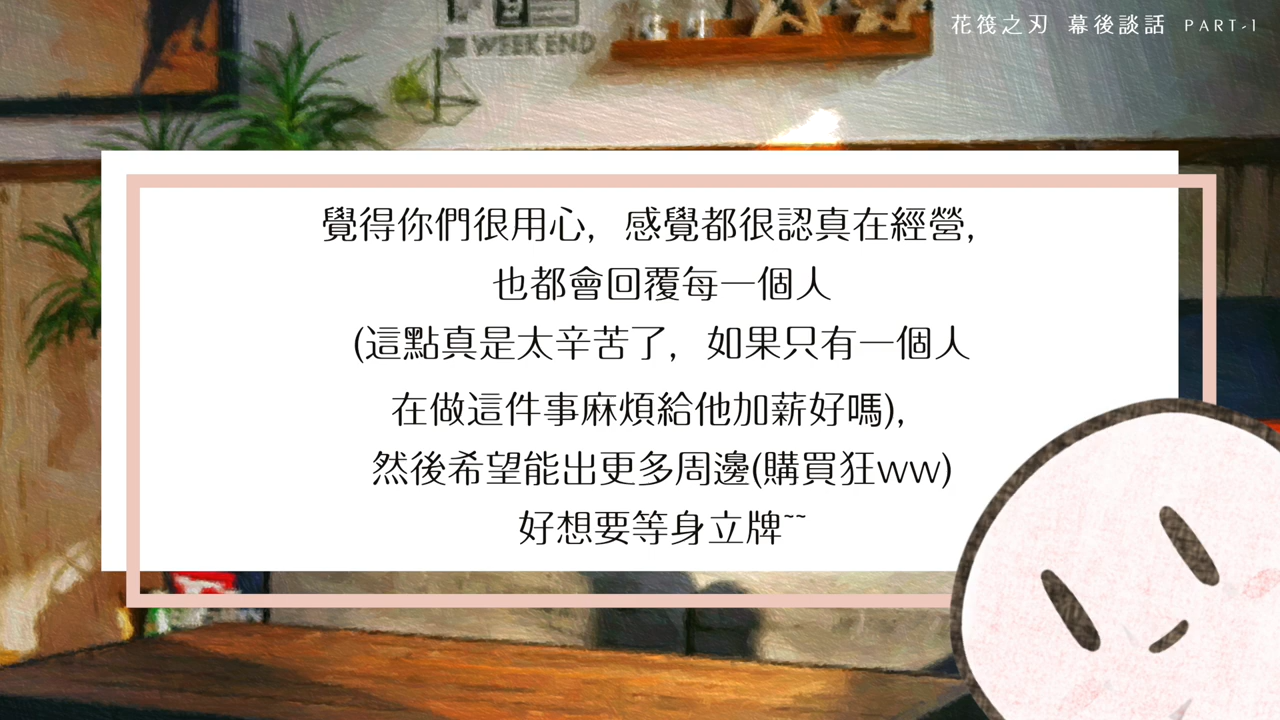 花筏之刃 幕後談話 PART-1
WEEKEND
覺得你們很用心，感覺都很認真在經營，
也都會回覆每一個人
(這點真是太辛苦了，如果只有一個人
在做這件事麻煩給他加薪好嗎)，
然後希望能出更多周邊(購買狂ww)
好想要等身立牌~~